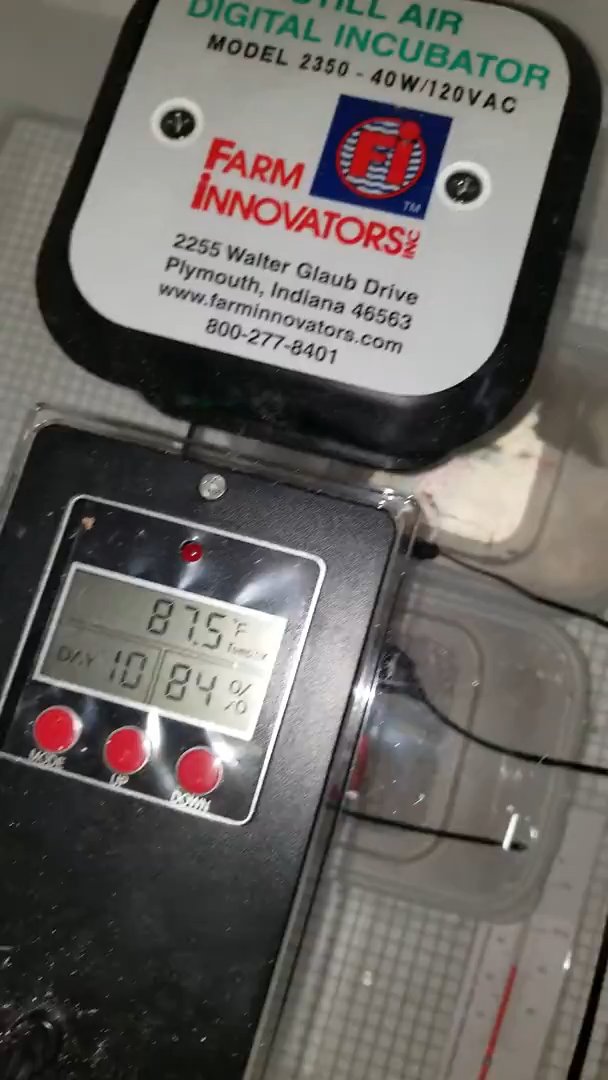 STILL AIR
DIGITAL INCUBATOR
MODEL 2350 - 40W/120VAC
Fi
TM
FARM
iNNOVATORS INC
2255 Walter Glaub Drive
Plymouth, Indiana 46563
www.farminnovators.com
800-277-8401
87.5 °F
DAY 10 84 %
MODE UP DOWN